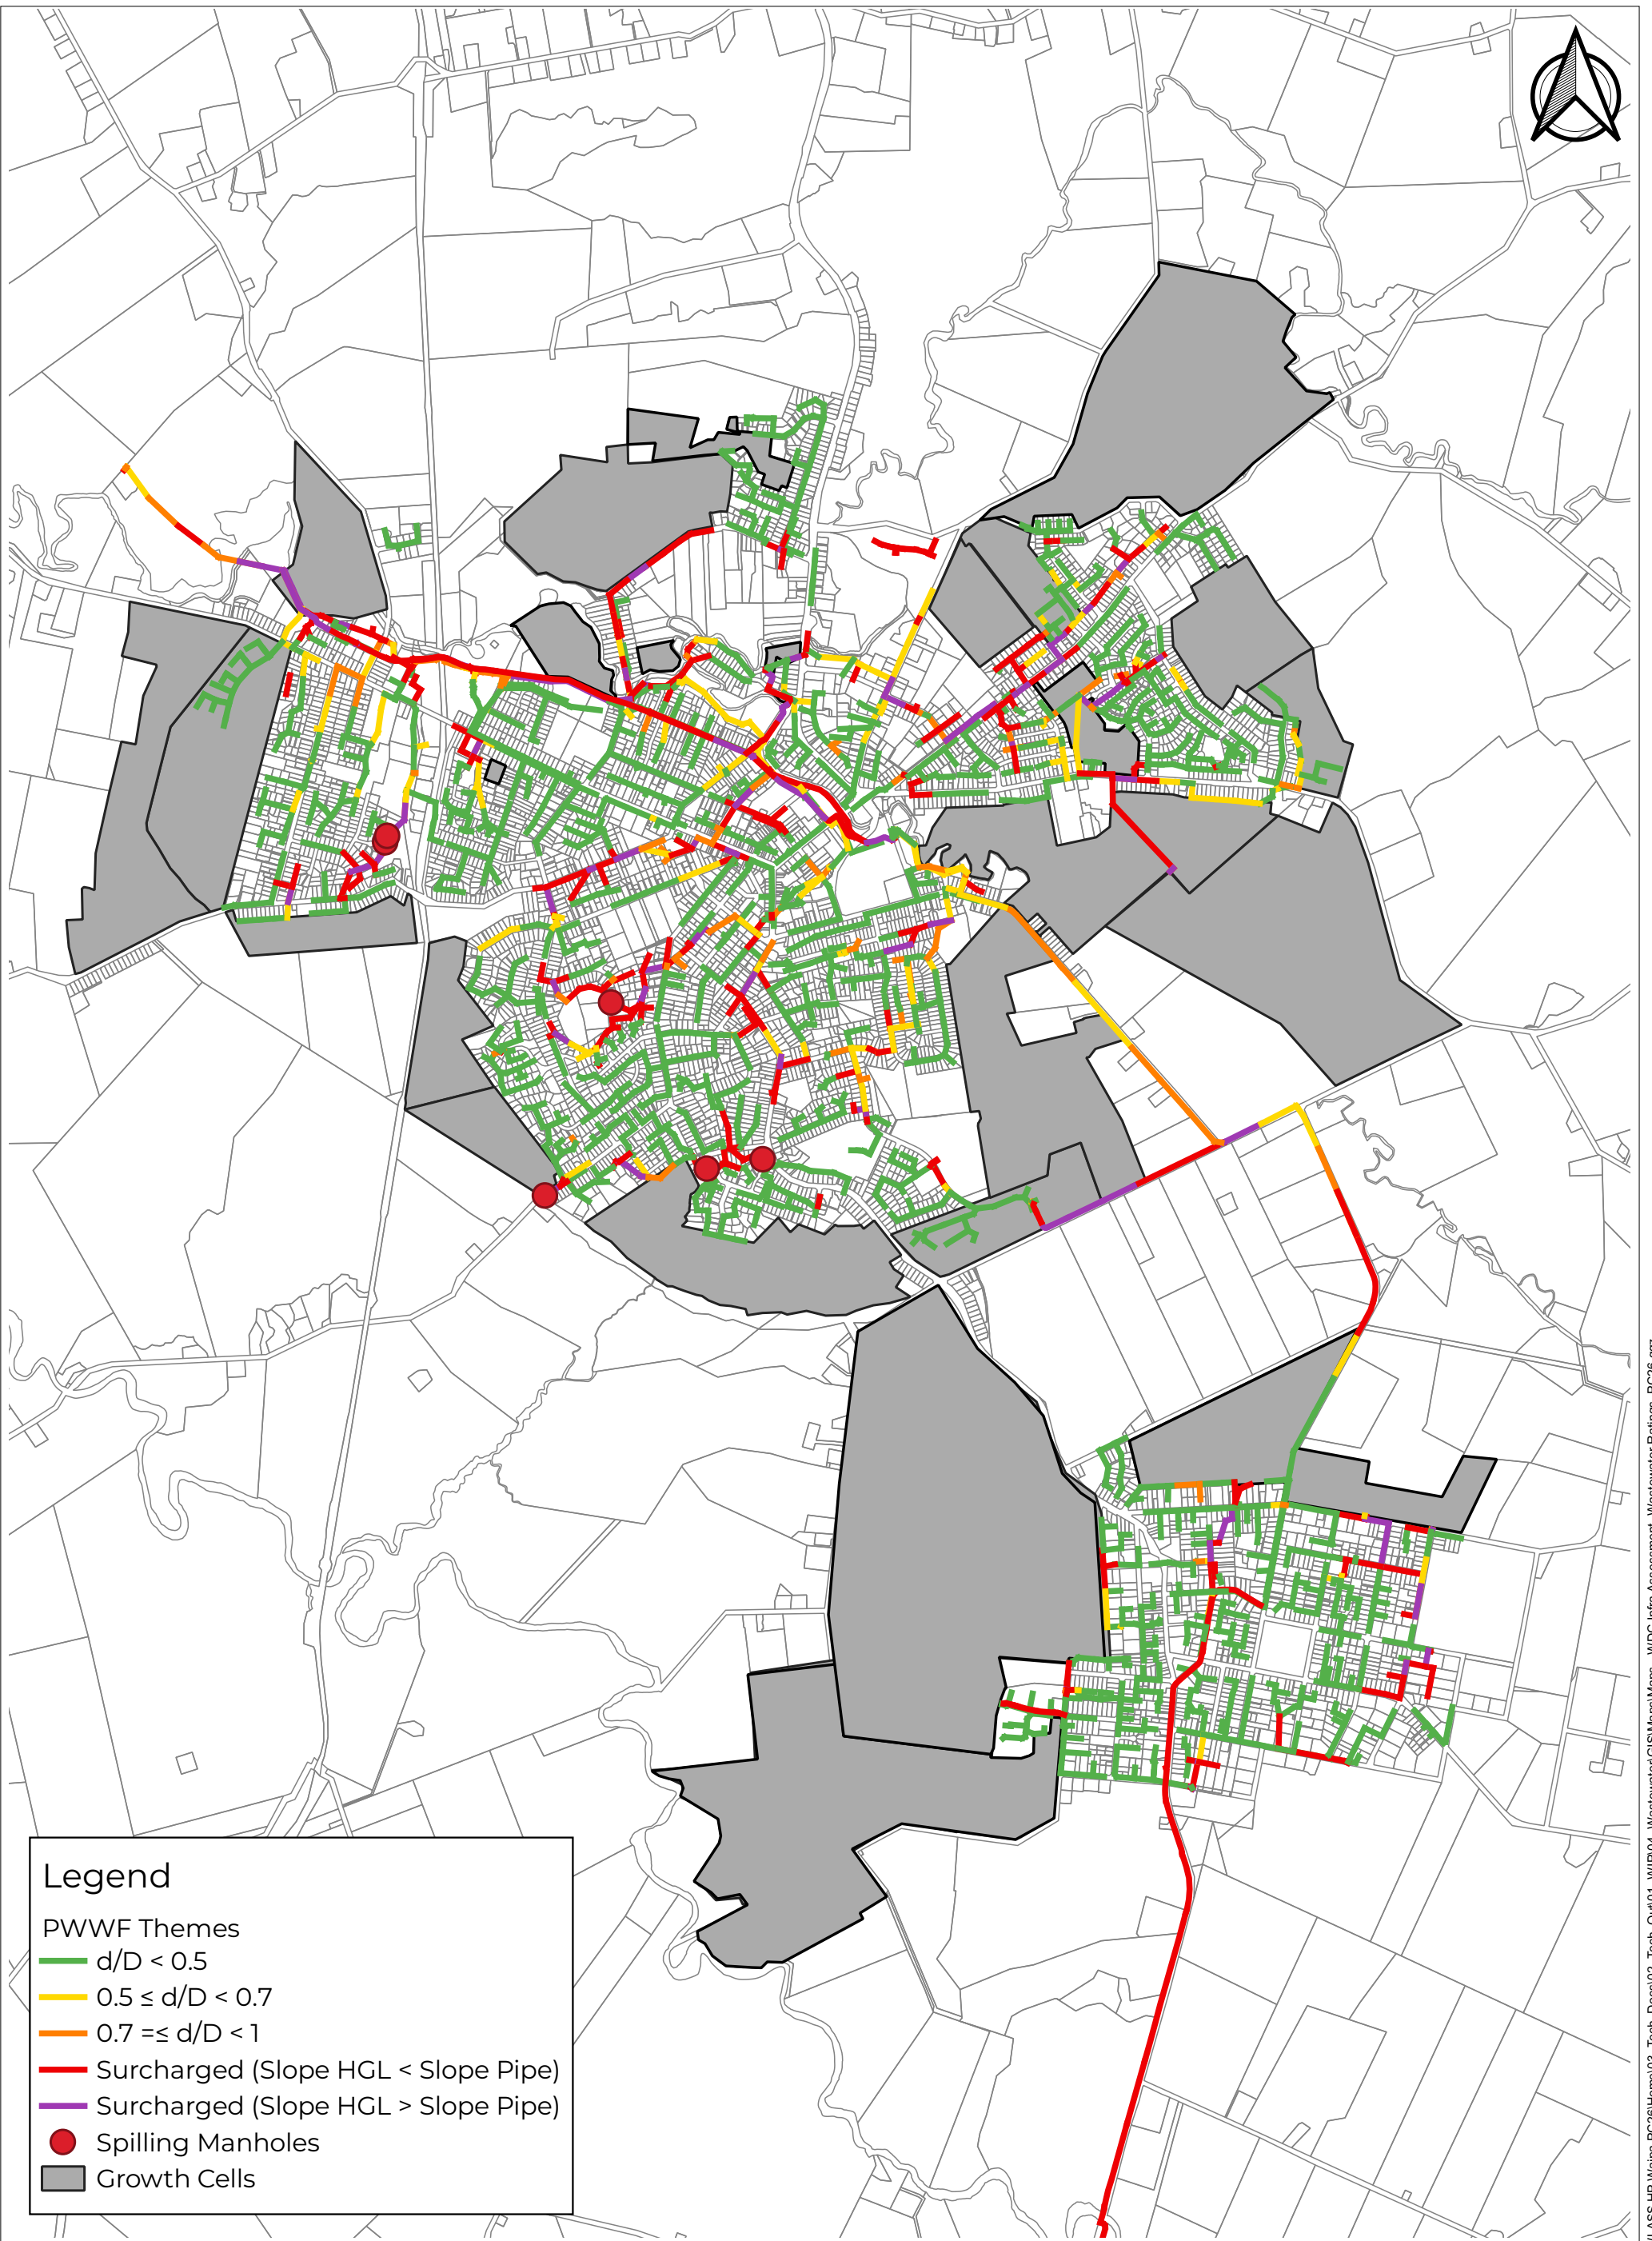 Legend
PWWF Themes
d/D < 0.5
0.5 ≤ d/D < 0.7
0.7 =≤ d/D < 1
Surcharged (Slope HGL < Slope Pipe)
Surcharged (Slope HGL > Slope Pipe)
Spilling Manholes
Growth Cells